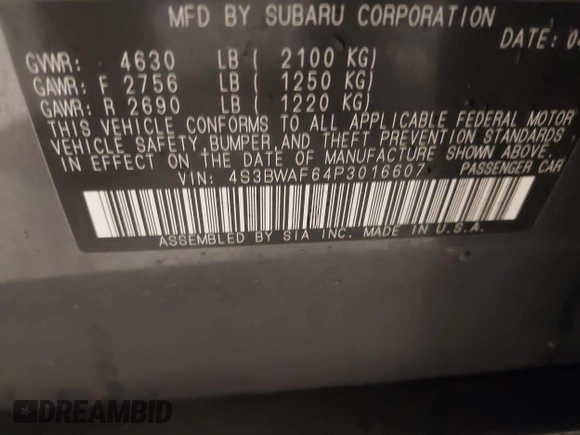 MFD BY SUBARU CORPORATION
DATE: 0
GVWR: 4630 LB ( 2100 KG)
GAWR: F 2756 LB ( 1250 KG)
GAWR: R 2690 LB ( 1220 KG)
THIS VEHICLE CONFORMS TO ALL APPLICABLE FEDERAL MOTOR
VEHICLE SAFETY, BUMPER, AND THEFT PREVENTION STANDARDS
IN EFFECT ON THE DATE OF MANUFACTURE SHOWN ABOVE.
VIN: 4S3BWAF64P3016607 PASSENGER CAR
ASSEMBLED BY SIA INC. MADE IN U.S.A.
DREAMBID